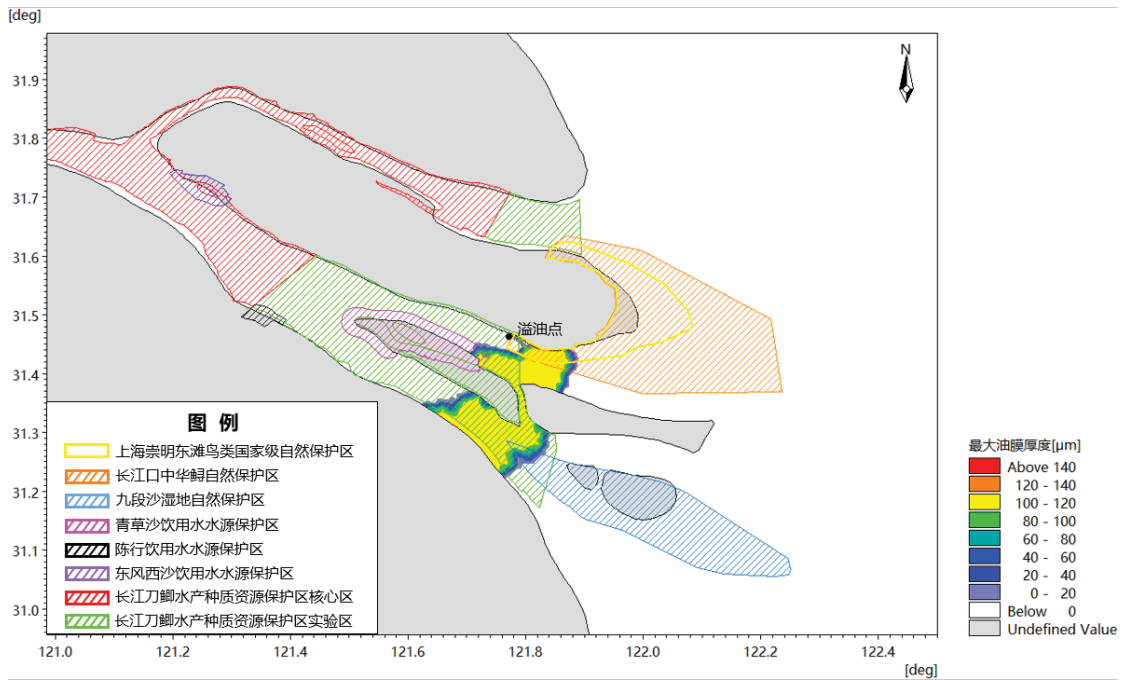 [deg]
N
31.9
31.8
31.7
31.6
31.5
31.4
31.3
31.2
31.1
31.0
溢油点
图 例
上海崇明东滩鸟类国家级自然保护区
长江口中华鲟自然保护区
九段沙湿地自然保护区
青草沙饮用水水源保护区
陈行饮用水水源保护区
东风西沙饮用水水源保护区
长江刀鲫水产种质资源保护区核心区
长江刀鲫水产种质资源保护区实验区
121.0 121.2 121.4 121.6 121.8 122.0 122.2 122.4
[deg]
最大油膜厚度[μm]
Above 140
120 - 140
100 - 120
80 - 100
60 - 80
40 - 60
20 - 40
0 - 20
Below 0
Undefined Value